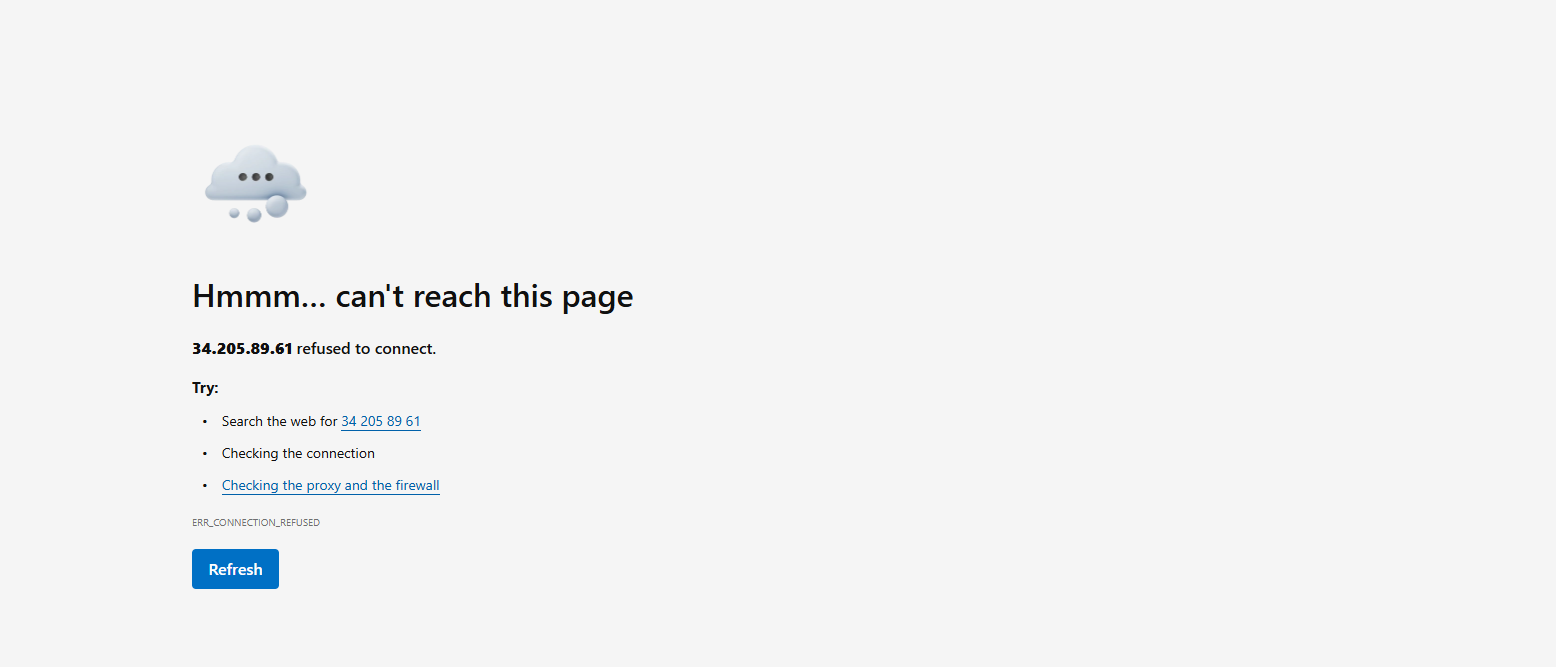 Hmmm... can't reach this page
34.205.89.61 refused to connect.
Try:
• Search the web for 34 205 89 61
• Checking the connection
• Checking the proxy and the firewall
ERR_CONNECTION_REFUSED
Refresh